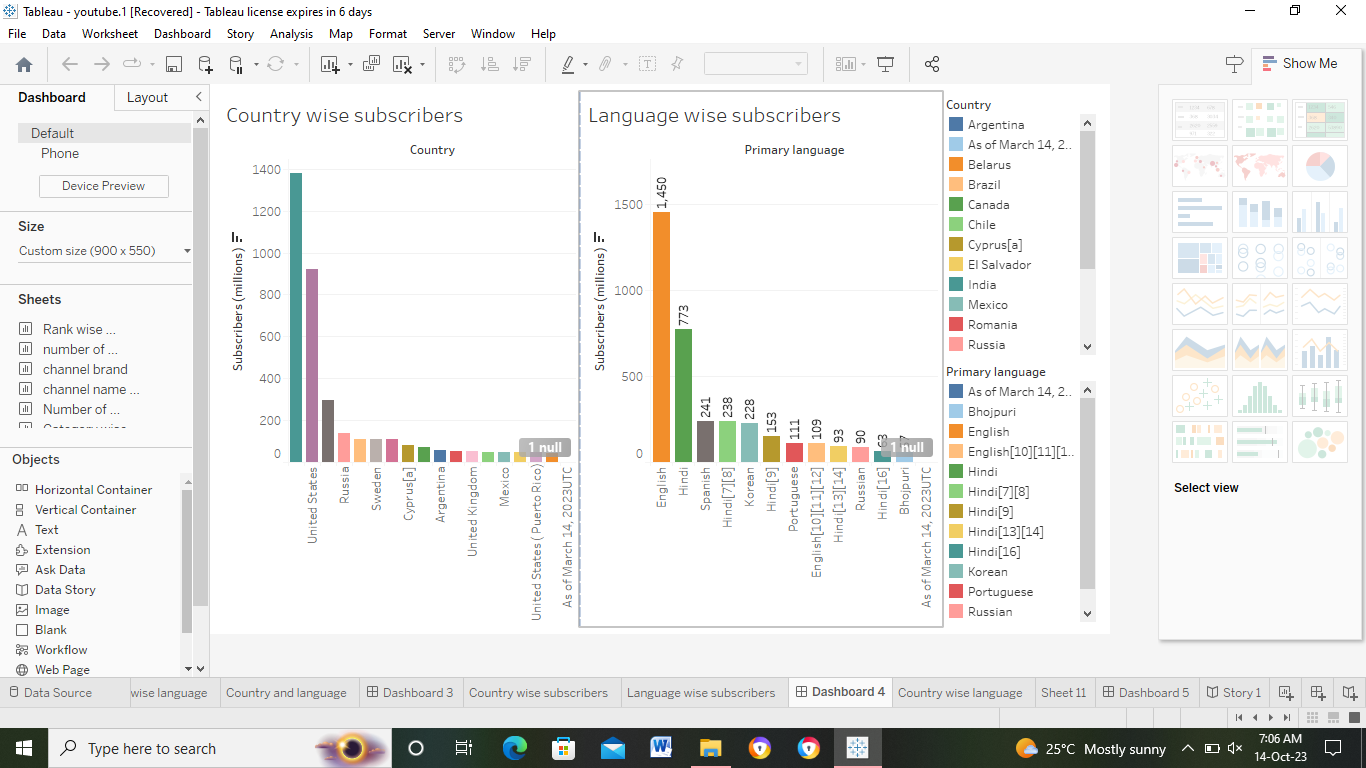 Tableau - youtube.1 [Recovered] - Tableau license expires in 6 days
File Data Worksheet Dashboard Story Analysis Map Format Server Window Help
Show Me
Dashboard Layout
Default
Phone
Device Preview
Size
Custom size (900 x 550)
Sheets
Rank wise ...
number of ...
channel brand
channel name ...
Number of ...
Objects
Horizontal Container
Vertical Container
Text
Extension
Ask Data
Data Story
Image
Blank
Workflow
Web Page
Country wise subscribers
Country
Subscribers (millions)
1400
1200
1000
800
600
400
200
0
1 null
United States
Russia
Sweden
Cyprus[a]
Argentina
United Kingdom
Mexico
United States ( Puerto Rico)
As of March 14, 2023UTC
Language wise subscribers
Primary language
Subscribers (millions)
1500
1000
500
0
1,450
773
241
238
228
153
111
109
93
90
63
7
1 null
English
Hindi
Spanish
Hindi[7][8]
Korean
Hindi[9]
Portuguese
English[10][11][12]
Hindi[13][14]
Russian
Hindi[16]
Bhojpuri
As of March 14, 2023UTC
Country
Argentina
As of March 14, 2..
Belarus
Brazil
Canada
Chile
Cyprus[a]
El Salvador
India
Mexico
Romania
Russia
Primary language
As of March 14, 2..
Bhojpuri
English
English[10][11][1..
Hindi
Hindi[7][8]
Hindi[9]
Hindi[13][14]
Hindi[16]
Korean
Portuguese
Russian
Select view
Data Source wise language Country and language Dashboard 3 Country wise subscribers Language wise subscribers Dashboard 4 Country wise language Sheet 11 Dashboard 5 Story 1
Type here to search
25°C Mostly sunny
7:06 AM
14-Oct-23